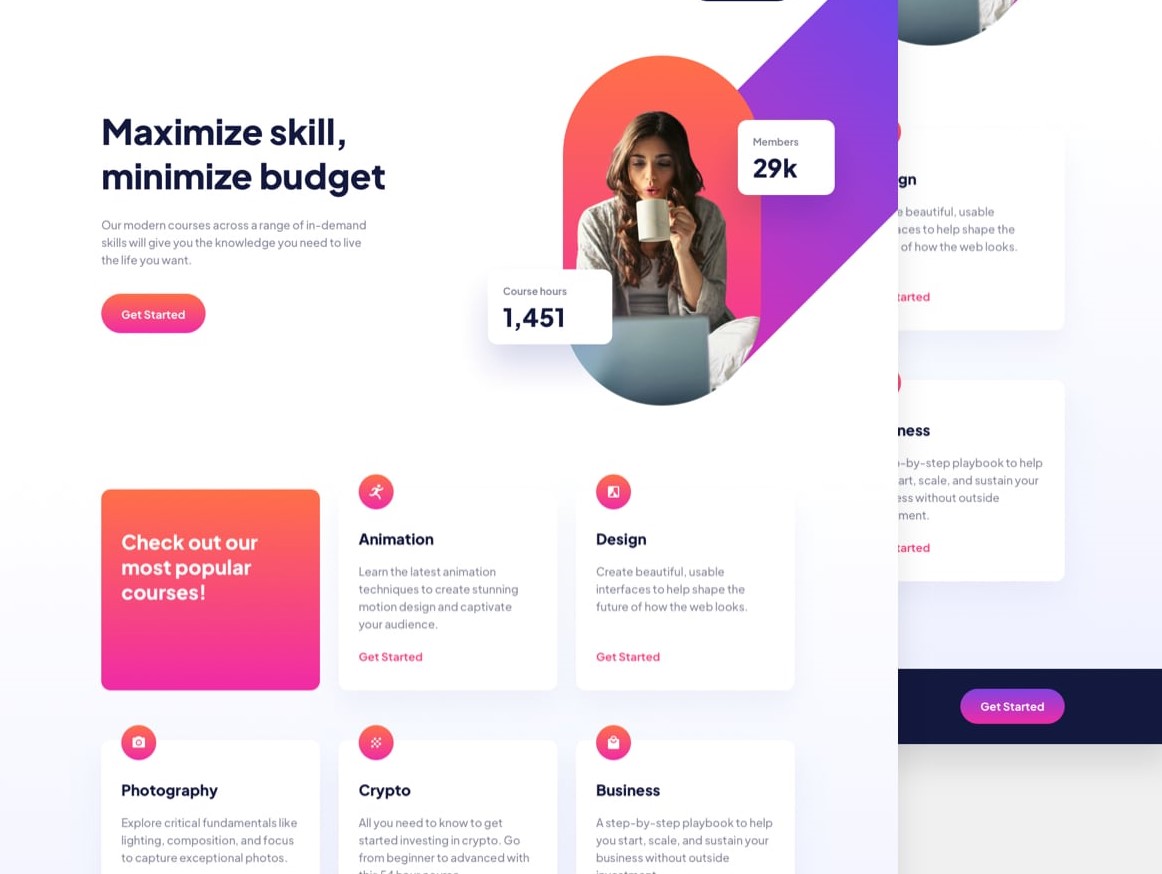 Maximize skill,
minimize budget
Our modern courses across a range of in-demand
skills will give you the knowledge you need to live
the life you want.
Get Started
Members
29k
Course hours
1,451
Check out our
most popular
courses!
Animation
Learn the latest animation
techniques to create stunning
motion design and captivate
your audience.
Get Started
Design
Create beautiful, usable
interfaces to help shape the
future of how the web looks.
Get Started
Photography
Explore critical fundamentals like
lighting, composition, and focus
to capture exceptional photos.
Crypto
All you need to know to get
started investing in crypto. Go
from beginner to advanced with
Business
A step-by-step playbook to help
you start, scale, and sustain your
business without outside
gn
beautiful, usable
aces to help shape the
of how the web looks.
tarted
ness
-by-step playbook to help
art, scale, and sustain your
ess without outside
ment.
tarted
Get Started